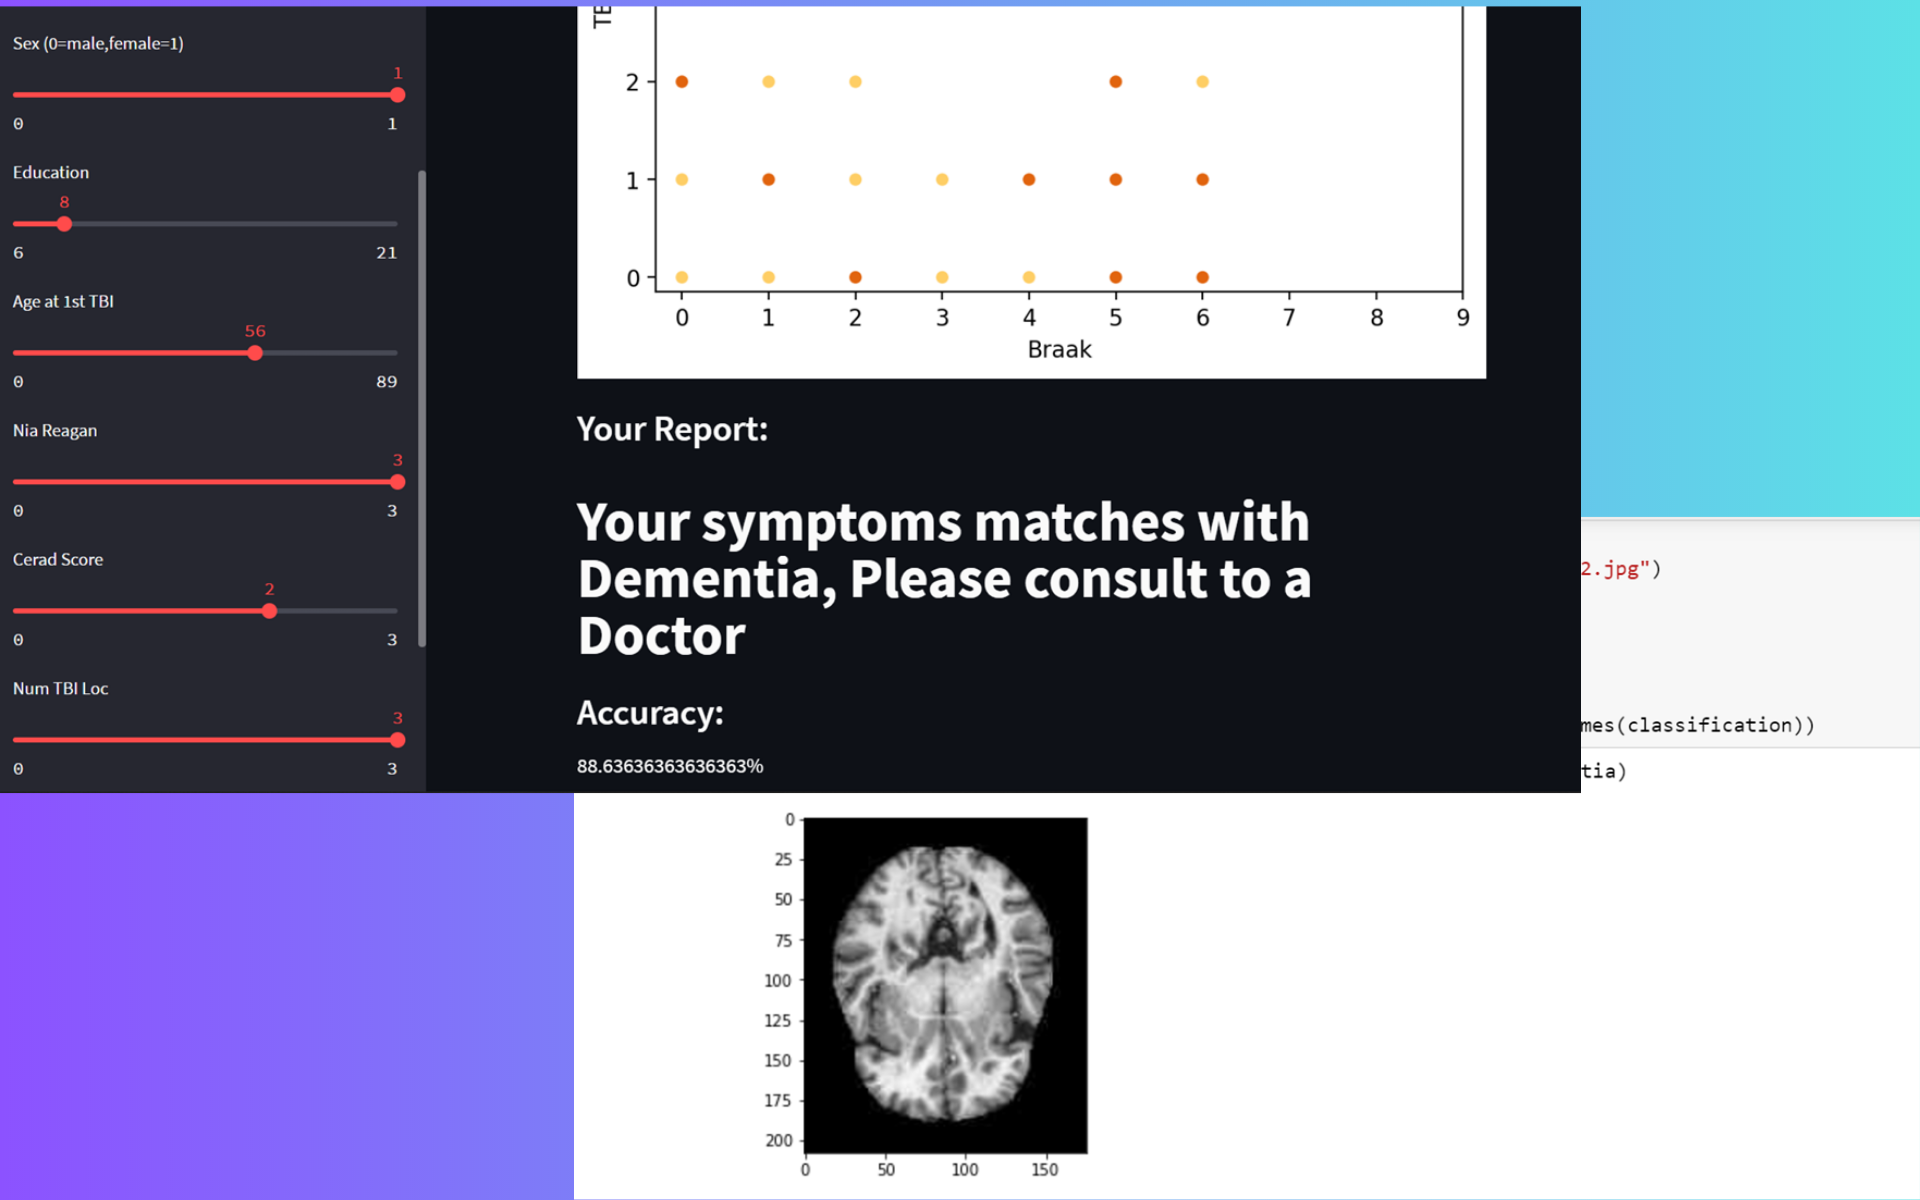 Sex (0=male,female=1)
1
0 1
Education
8
6 21
Age at 1st TBI
56
0 89
Nia Reagan
3
0 3
Cerad Score
2
0 3
Num TBI Loc
3
0 3
2
1
0
0 1 2 3 4 5 6 7 8 9
Braak
Your Report:
Your symptoms matches with
Dementia, Please consult to a
Doctor
Accuracy:
88.63636363636363%
2.jpg")
mes(classification))
tia)
0
25
50
75
100
125
150
175
200
0 50 100 150